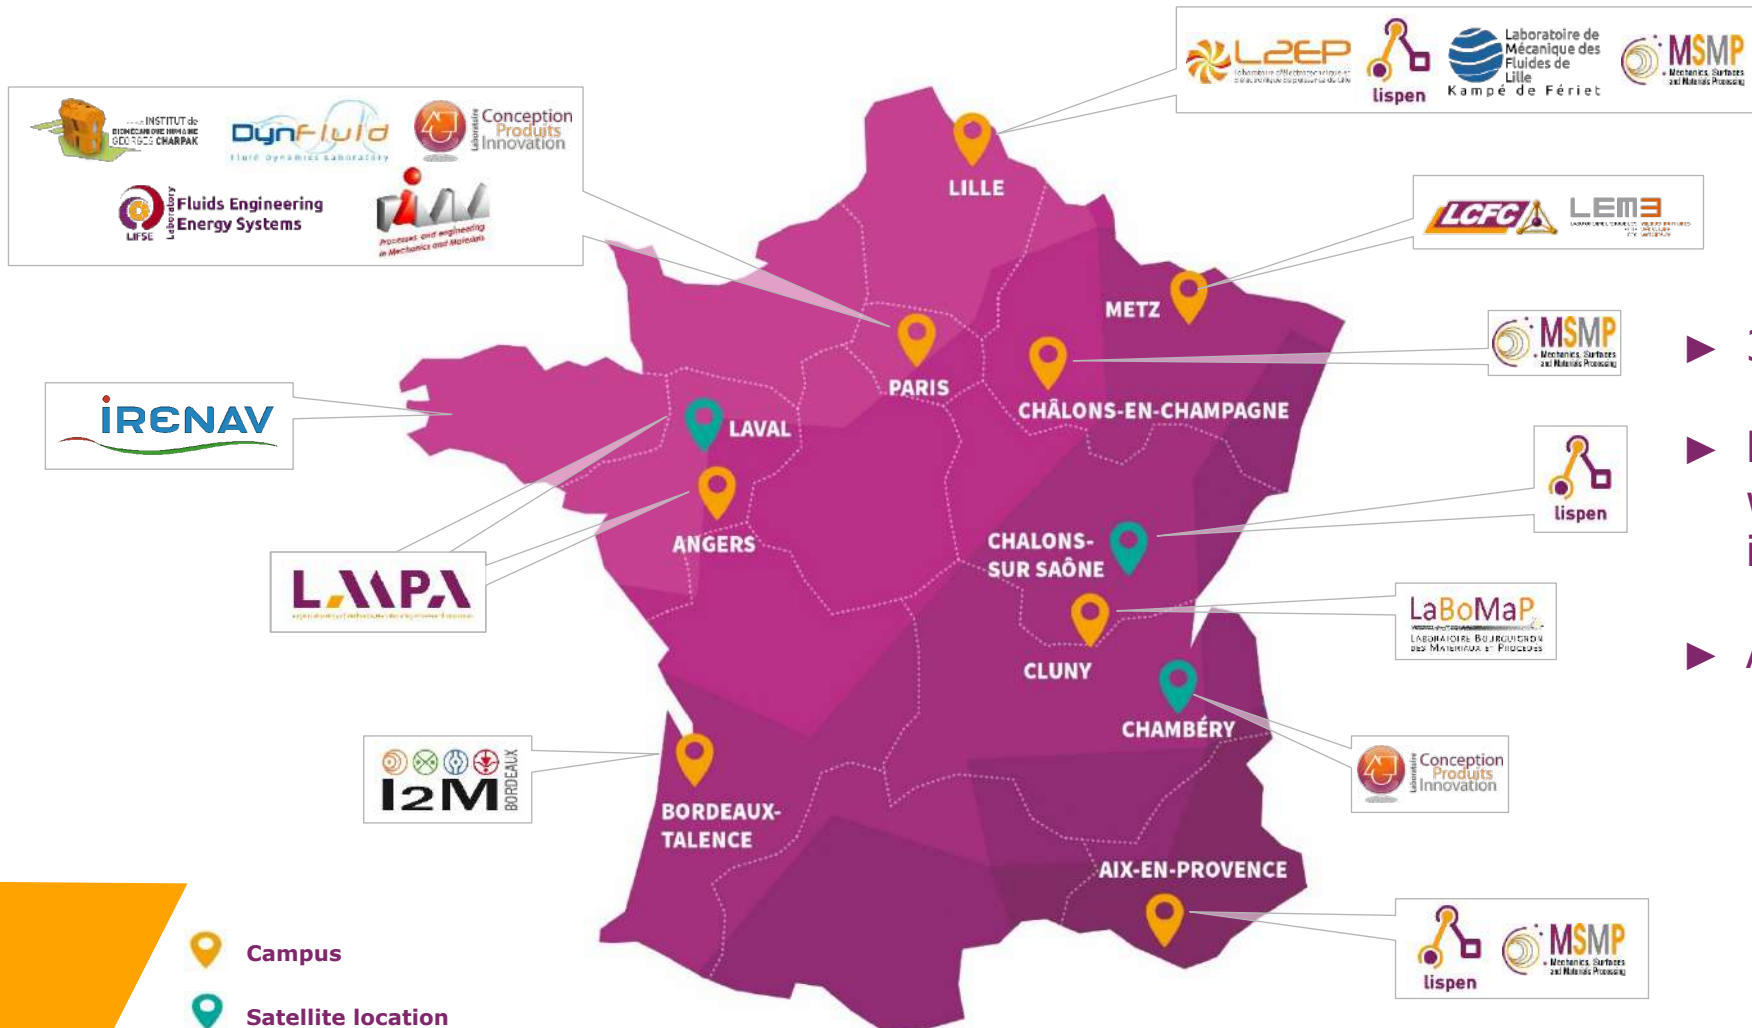 L2EP
lispen
Laboratoire de
Mécanique des
Fluides de
Lille
Kampé de Fériet
MSMP
Mechanics, Surfaces
and Materials Processing
INSTITUT de
BIOMECANIQUE HUMAINE
GEORGES CHARPAK
DynFluid
Fluid Dynamics Laboratory
Laboratoire
Conception
Produits
Innovation
LIFSE
Laboratory
Fluids Engineering
Energy Systems
PIMM
Processes and engineering
in Mechanics and Materials
LILLE
LCFC
LEM3
METZ
MSMP
Mechanics, Surfaces
and Materials Processing
PARIS
CHÂLONS-EN-CHAMPAGNE
IRENAV
LAVAL
lispen
ANGERS
CHALONS-
SUR SAÔNE
LAMPA
LaBoMaP
LABORATOIRE BOURGUIGNON
DES MATERIAUX ET PROCEDES
CLUNY
CHAMBÉRY
Laboratoire
Conception
Produits
Innovation
I2M
BORDEAUX
BORDEAUX-
TALENCE
AIX-EN-PROVENCE
lispen
MSMP
Mechanics, Surfaces
and Materials Processing
Campus
Satellite location